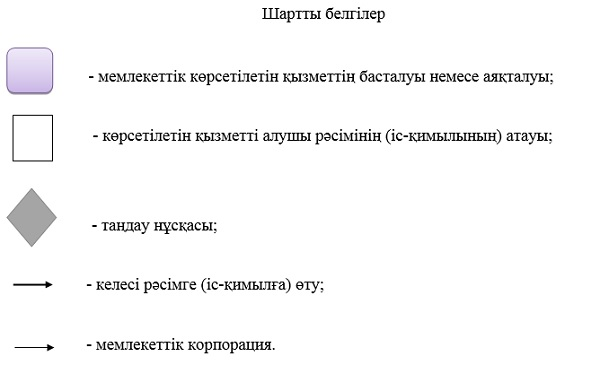 Шартты белгілер
- мемлекеттік көрсетілетін қызметтің басталуы немесе аяқталуы;
- көрсетілетін қызметті алушы рәсімінің (іс-қимылының) атауы;
- таңдау нұсқасы;
- келесі рәсімге (іс-қимылға) өту;
- мемлекеттік корпорация.